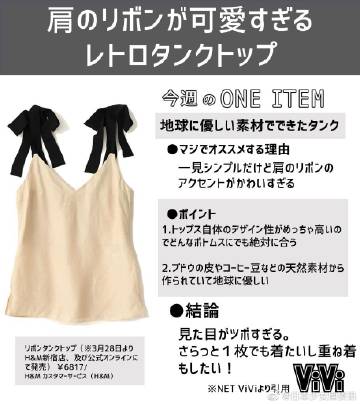 肩のリボンが可愛すぎる
レトロタンクトップ
今週のONE ITEM
地球に優しい素材でできたタンク
●マジでオススメする理由
一見シンプルだけど肩のリボンの
アクセントがかわいすぎる
●ポイント
1.トップス自体のデザイン性がめっちゃ高いの
でどんなボトムスにでも絶対に合う
2.ブドウの皮やコーヒー豆などの天然素材から
作られていて地球に優しい
●結論
見た目がツボすぎる。
さらっと1枚でも着たいし重ね着
もしたい!
※NET ViViより引用
ViVi
リボンタンクトップ(※3月28日より
H&M新宿店、及び公式オンラインに
て発売) ¥6817/
H&M カスタマーサービス(H&M)